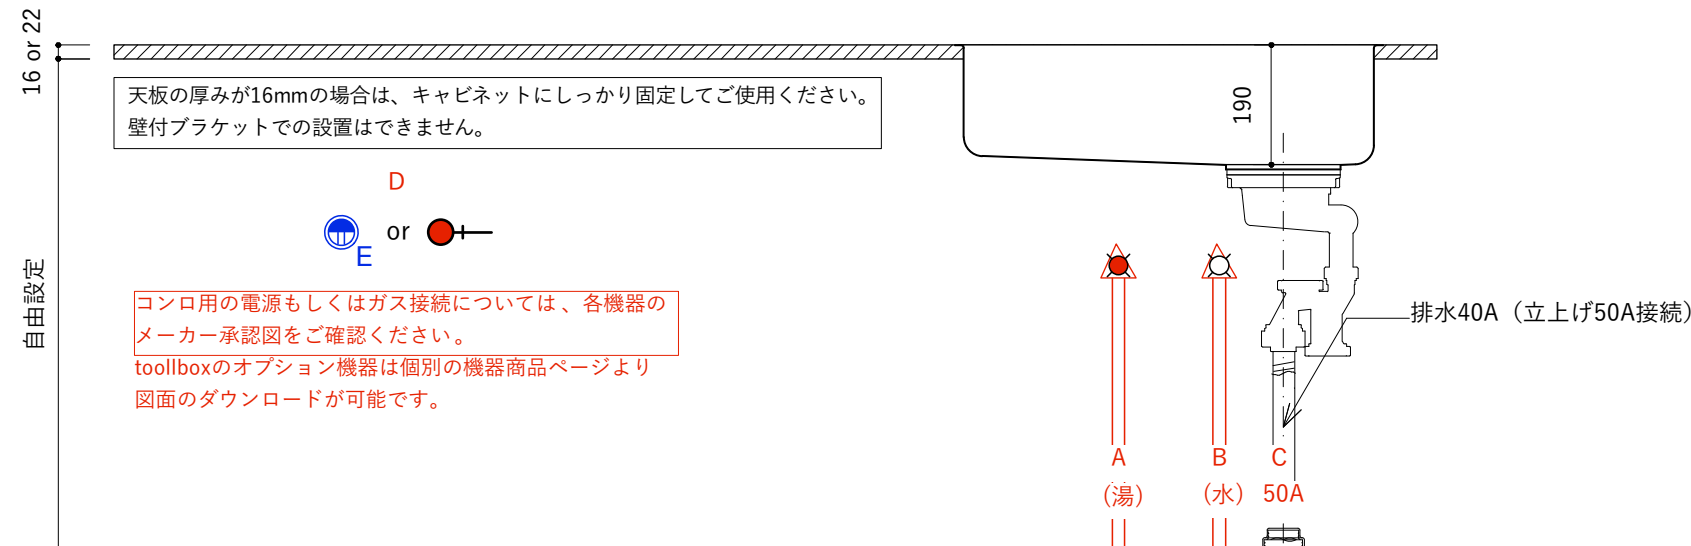 16 or 22
天板の厚みが16mmの場合は、キャビネットにしっかり固定してご使用ください。
壁付ブラケットでの設置はできません。
190
D
or
E
自由設定
コンロ用の電源もしくはガス接続については、各機器の
メーカー承認図をご確認ください。
toollboxのオプション機器は個別の機器商品ページより
図面のダウンロードが可能です。
排水40A（立上げ50A接続）
A
（湯）
B
（水）
C
50A